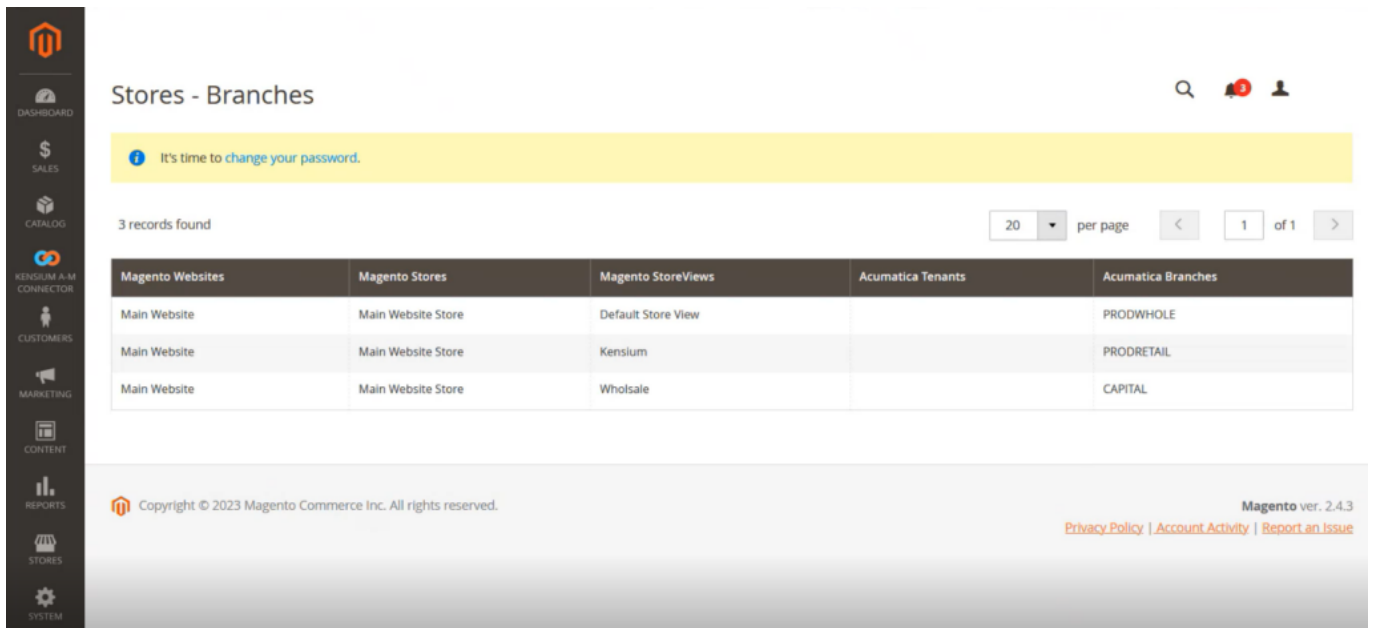 DASHBOARD
SALES
CATALOG
KENSIUM A-M
CONNECTOR
CUSTOMERS
MARKETING
CONTENT
REPORTS
STORES
SYSTEM
Stores - Branches
3
It's time to change your password.
3 records found
20 per page 1 of 1
Magento Websites Magento Stores Magento StoreViews Acumatica Tenants Acumatica Branches
Main Website Main Website Store Default Store View PRODWHOLE
Main Website Main Website Store Kensium PRODRETAIL
Main Website Main Website Store Wholsale CAPITAL
Copyright © 2023 Magento Commerce Inc. All rights reserved.
Magento ver. 2.4.3
Privacy Policy | Account Activity | Report an Issue